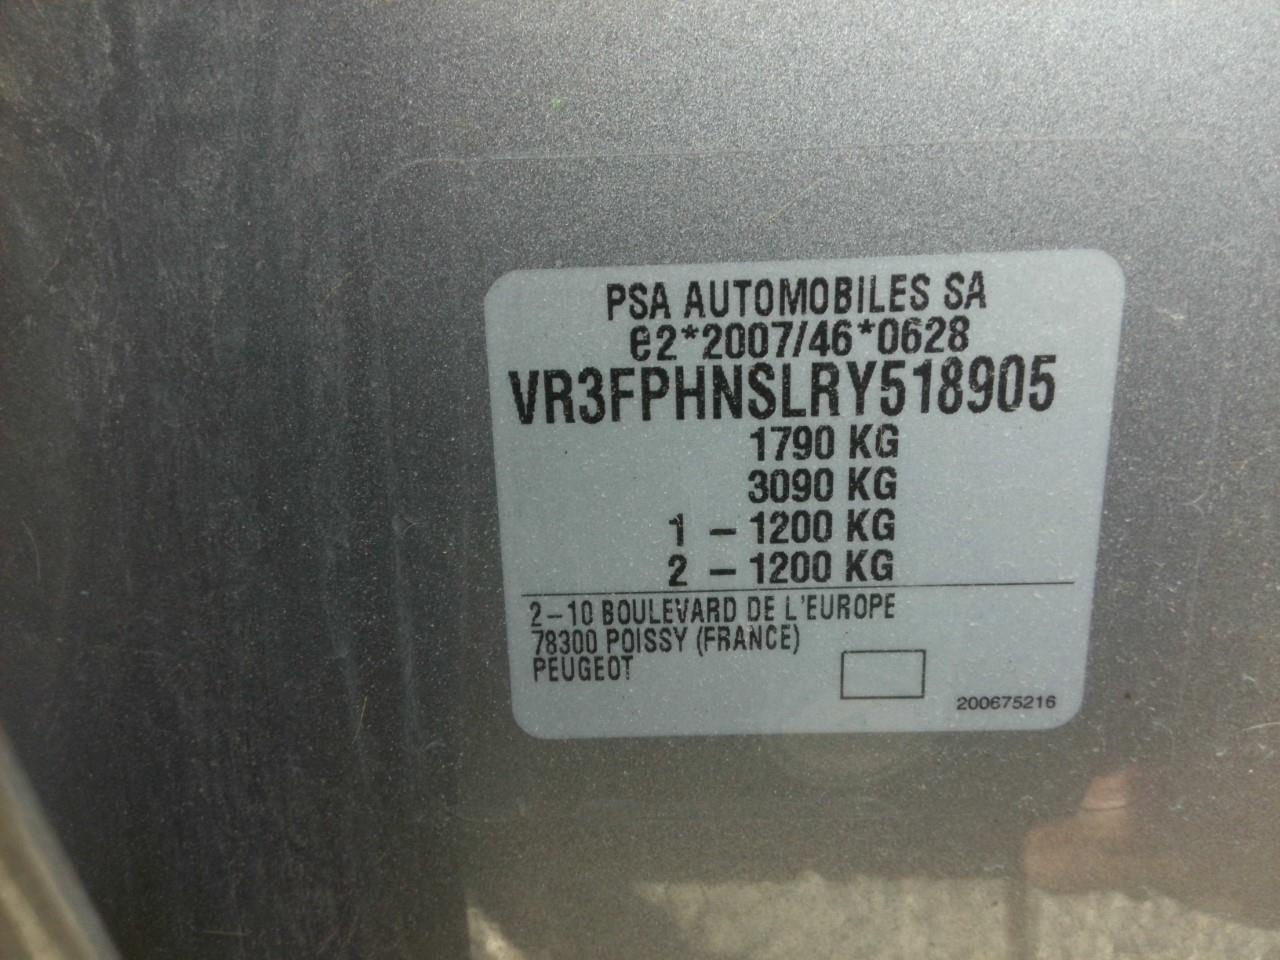 PSA AUTOMOBILES SA
e2*2007/46*0628
VR3FPHNSLRY518905
1790 KG
3090 KG
1 – 1200 KG
2 – 1200 KG
2–10 BOULEVARD DE L'EUROPE
78300 POISSY (FRANCE)
PEUGEOT
200675216